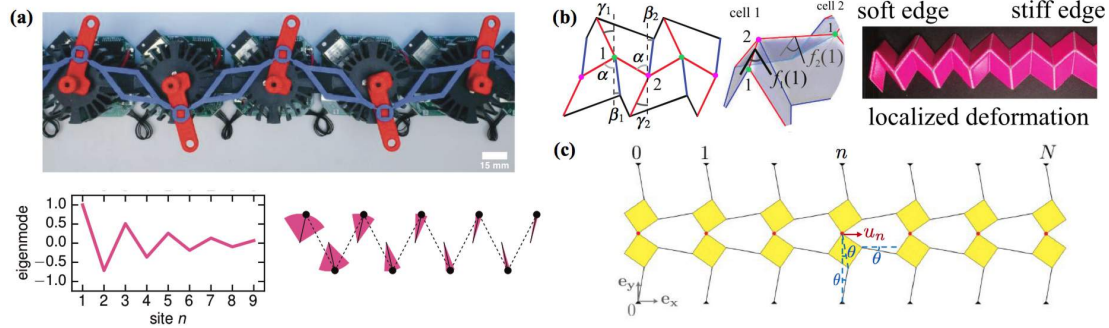 (a)
15 mm
eigenmode
1.0
0.5
0.0
−0.5
−1.0
1 2 3 4 5 6 7 8 9
site n
(b)
γ1
β2
1
α
α
2
β1
γ2
cell 1
cell 2
2
1
1
f1(1)
f2(1)
soft edge
stiff edge
localized deformation
(c)
0
1
n
N
un
θ
θ
θ
ey
0
ex